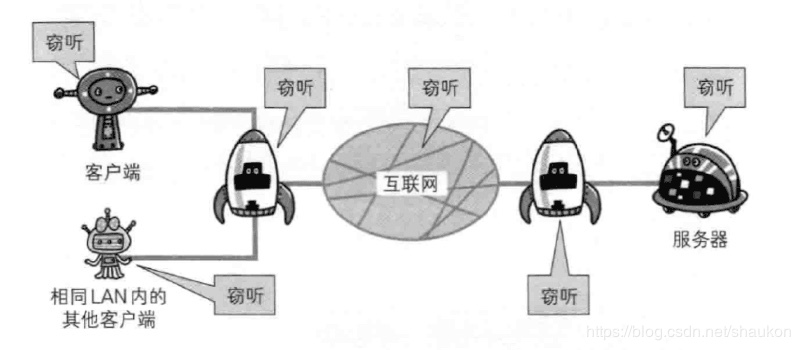 窃听
窃听
窃听
窃听
客户端
互联网
服务器
相同LAN内的
其他客户端
窃听
窃听
https://blog.csdn.net/shaukon